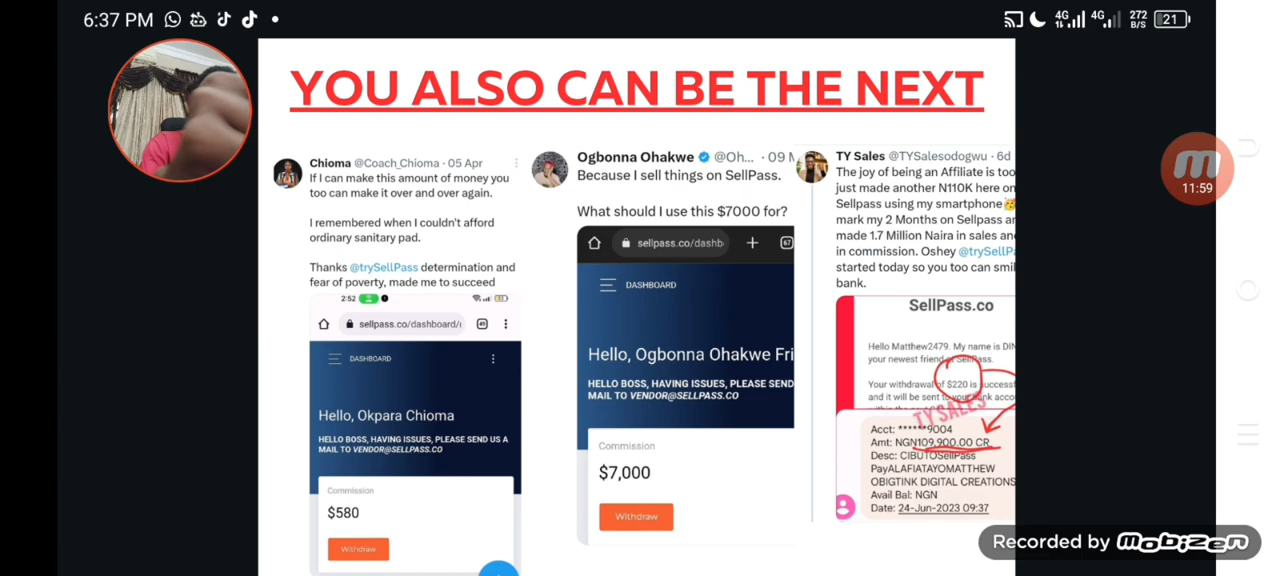 6:37 PM
4G 4G 272 B/S 21
YOU ALSO CAN BE THE NEXT
Chioma @Coach_Chioma · 05 Apr
If I can make this amount of money you
too can make it over and over again.
I remembered when I couldn't afford
ordinary sanitary pad.
Thanks @trySellPass determination and
fear of poverty, made me to succeed
2:52
sellpass.co/dashboard/
DASHBOARD
Hello, Okpara Chioma
HELLO BOSS, HAVING ISSUES, PLEASE SEND US A
MAIL TO VENDOR@SELLPASS.CO
Commission
$580
Withdraw
Ogbonna Ohakwe @Oh... · 09 M
Because I sell things on SellPass.
What should I use this $7000 for?
sellpass.co/dashb
67
DASHBOARD
Hello, Ogbonna Ohakwe Fri
HELLO BOSS, HAVING ISSUES, PLEASE SEND
MAIL TO VENDOR@SELLPASS.CO
Commission
$7,000
Withdraw
TY Sales @TYSalesodogwu · 6d
The joy of being an Affiliate is too
just made another N110K here on
Sellpass using my smartphone
mark my 2 Months on Sellpass an
made 1.7 Million Naira in sales and
in commission. Oshey @trySellPa
started today so you too can smil
bank.
SellPass.co
Hello Matthew2479. My name is DIN
your newest friend at SellPass.
Your withdrawal of $220 is successf
and it will be sent to your bank accou
TYSALES
Acct: ******9004
Amt: NGN109,900.00 CR
Desc: CIBUTOSellPass
PayALAFIATAYOMATTHEW
OBIGTINK DIGITAL CREATIONS
Avail Bal: NGN
Date: 24-Jun-2023 09:37
11:59
Recorded by mobizen